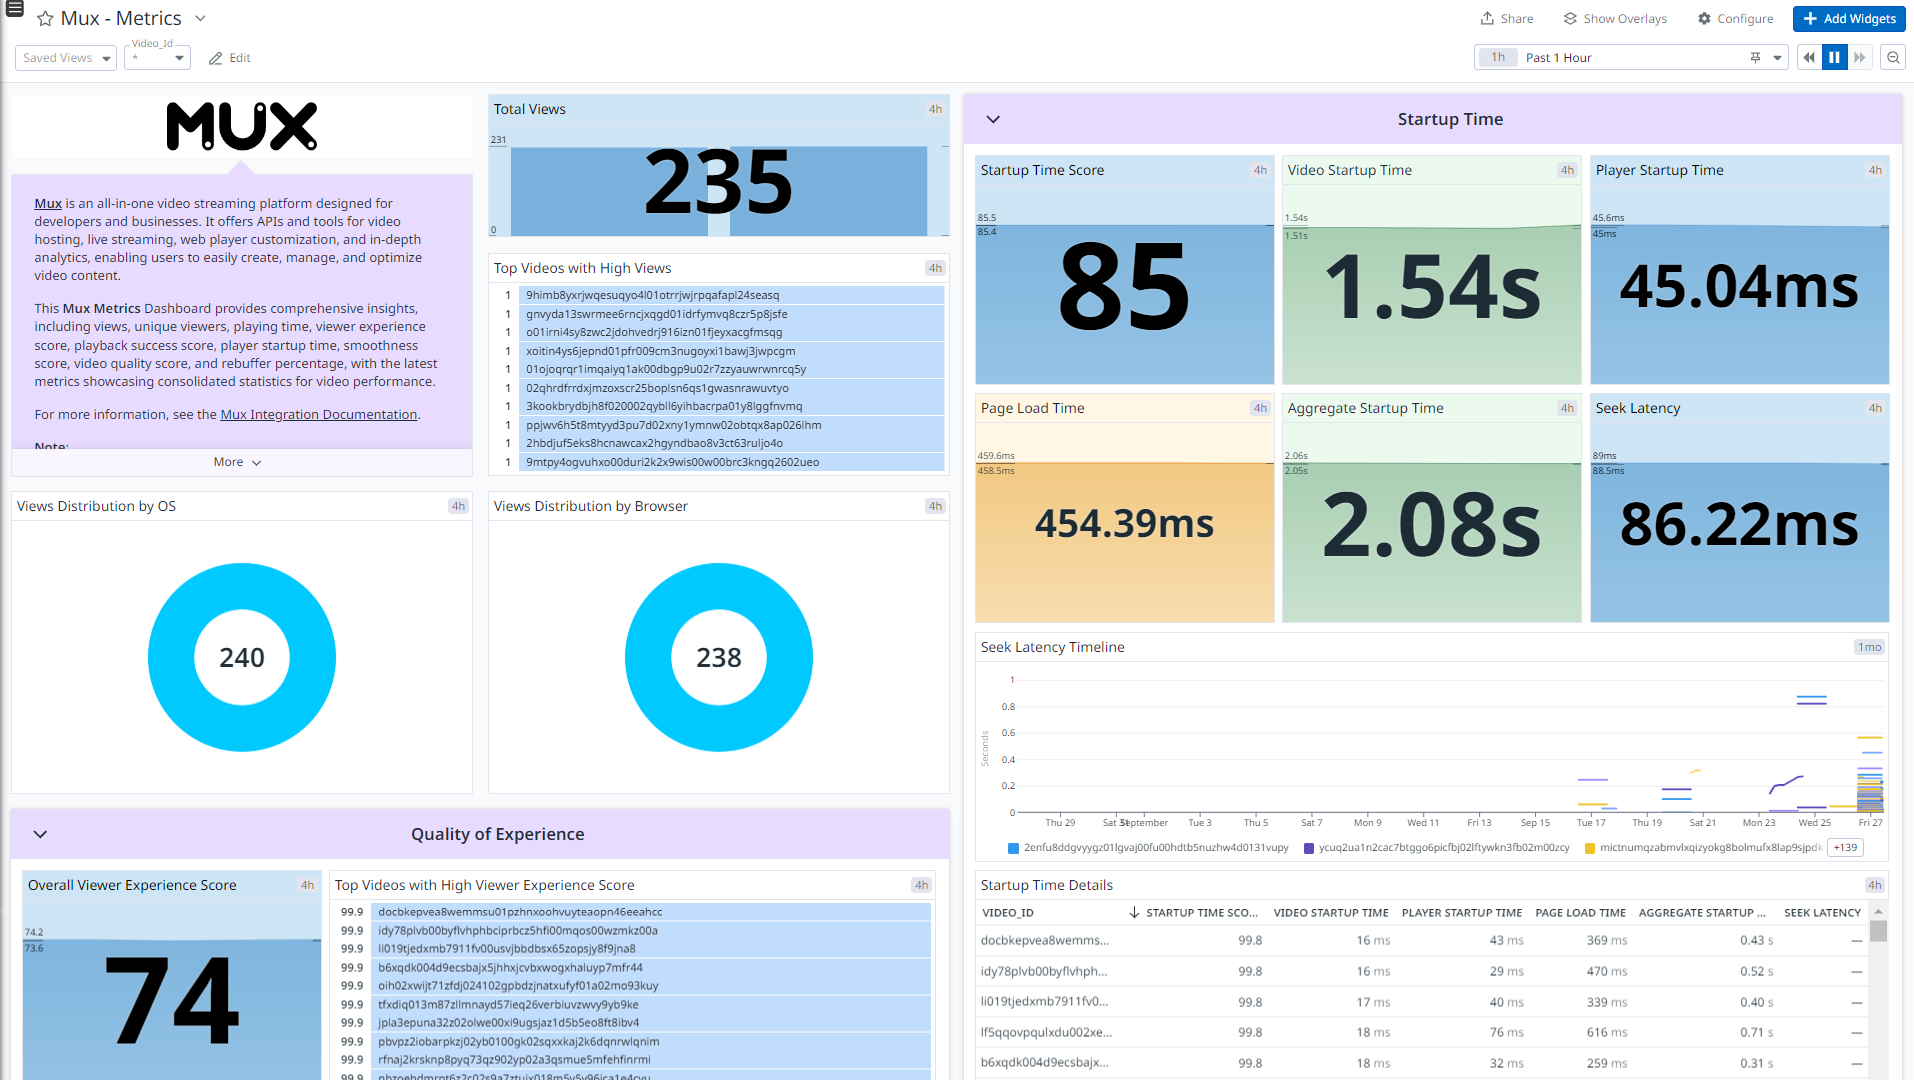 Mux - Metrics
Share
Show Overlays
Configure
Add Widgets
Saved Views
Video_Id
*
Edit
1h Past 1 Hour
MUX
Mux is an all-in-one video streaming platform designed for
developers and businesses. It offers APIs and tools for video
hosting, live streaming, web player customization, and in-depth
analytics, enabling users to easily create, manage, and optimize
video content.
This Mux Metrics Dashboard provides comprehensive insights,
including views, unique viewers, playing time, viewer experience
score, playback success score, player startup time, smoothness
score, video quality score, and rebuffer percentage, with the latest
metrics showcasing consolidated statistics for video performance.
For more information, see the Mux Integration Documentation.
Note:
More
Total Views 4h
231
235
0
Top Videos with High Views 4h
1 9himb8yxrjwqesuqyo4l01otrrjwjrpqafapl24seasq
1 gnvyda13swrmee6rncjxqgd01idrfymvq8czr5p8jsfe
1 o01irni4sy8zwc2jdohvedrj916izn01fjeyxacgfmsqg
1 xoitin4ys6jepnd01pfr009cm3nugoyxi1bawj3jwpcgm
1 01ojoqrqr1imqaiyq1ak00dbgp9u02r7zzyauwrwnrcq5y
1 02qhrdfrrdxjmzoxscr25boplsn6qs1gwasnrawuvtyo
1 3kookbrydbjh8f020002qybll6yihbacrpa01y8lggfnvmq
1 ppjwv6h5t8mtyyd3pu7d02xny1ymnw02obtqx8ap026lhm
1 2hbdjuf5eks8hcnawcax2hgyndbao8v3ct63ruljo4o
1 9mtpy4ogvuhxo00duri2k2x9wis00w00brc3kngq2602ueo
Views Distribution by OS 4h
240
Views Distribution by Browser 4h
238
Quality of Experience
Overall Viewer Experience Score 4h
74.2
73.6
74
Top Videos with High Viewer Experience Score 4h
99.9 docbkepvea8wemmsu01pzhnxoohvuyteaopn46eeahcc
99.9 idy78plvb00byflvhphbciprbcz5hfi00mqos00wzmkz00a
99.9 li019tjedxmb7911fv00usvjbbdbsx65zopsjy8f9jna8
99.9 b6xqdk004d9ecsbajx5jhhxjcvbxwogxhaluyp7mfr44
99.9 oih02xwijt71zfdj024102gpbdzjnatxufyf01a02mo93kuy
99.9 tfxdiq013m87zllmnayd57ieq26verbiuvzwvy9yb9ke
99.9 jpla3epuna32z02olwe00xi9ugsjaz1d5b5eo8ft8ibv4
99.9 pbvpz2iobarpkzj02yb0100gk02sqxxkaj2k6dqnrwlqnim
99.9 rfnaj2krsknp8pyq73qz902yp02a3qsmue5mfehfinrmi
99.9
Startup Time
Startup Time Score 4h
85.5
85.4
85
Video Startup Time 4h
1.54s
1.51s
1.54s
Player Startup Time 4h
45.6ms
45ms
45.04ms
Page Load Time 4h
459.6ms
458.5ms
454.39ms
Aggregate Startup Time 4h
2.06s
2.05s
2.08s
Seek Latency 4h
89ms
88.5ms
86.22ms
Seek Latency Timeline 1mo
Seconds
1
0.8
0.6
0.4
0.2
0
Thu 29 Sat 31 September Tue 3 Thu 5 Sat 7 Mon 9 Wed 11 Fri 13 Sep 15 Tue 17 Thu 19 Sat 21 Mon 23 Wed 25 Fri 27
2enfu8ddgvyygz01lgvaj00fu00hdtb5nuzhw4d0131vupy ycuq2ua1n2cac7btggo6picfbj02lftywkn3fb02m00zcy mictnumqzabmvlxqizyokg8bolmufx8lap9sjpdk +139
Startup Time Details 4h
VIDEO_ID STARTUP TIME SCO... VIDEO STARTUP TIME PLAYER STARTUP TIME PAGE LOAD TIME AGGREGATE STARTUP ... SEEK LATENCY
docbkepvea8wemms... 99.8 16 ms 43 ms 369 ms 0.43 s —
idy78plvb00byflvhph... 99.8 16 ms 29 ms 470 ms 0.52 s —
li019tjedxmb7911fv0... 99.8 17 ms 40 ms 339 ms 0.40 s —
lf5qqovpqulxdu002xe... 99.8 18 ms 76 ms 616 ms 0.71 s —
b6xqdk004d9ecsbajx... 99.8 18 ms 32 ms 259 ms 0.31 s —